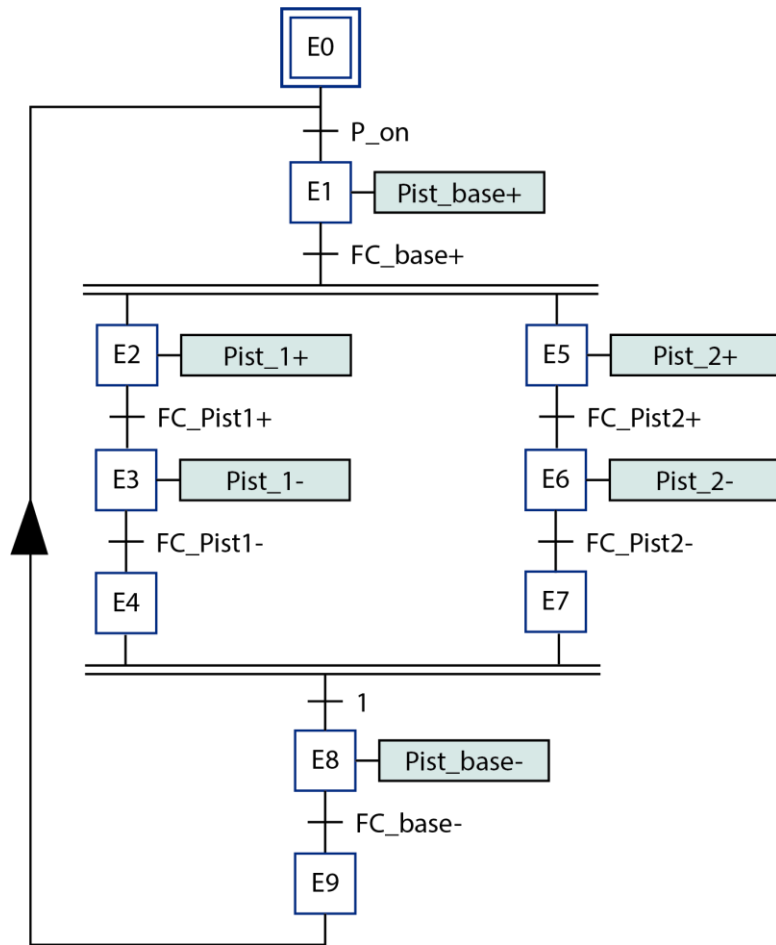 E0
P_on
E1 Pist_base+
FC_base+
E2 Pist_1+ E5 Pist_2+
FC_Pist1+ FC_Pist2+
E3 Pist_1- E6 Pist_2-
FC_Pist1- FC_Pist2-
E4 E7
1
E8 Pist_base-
FC_base-
E9